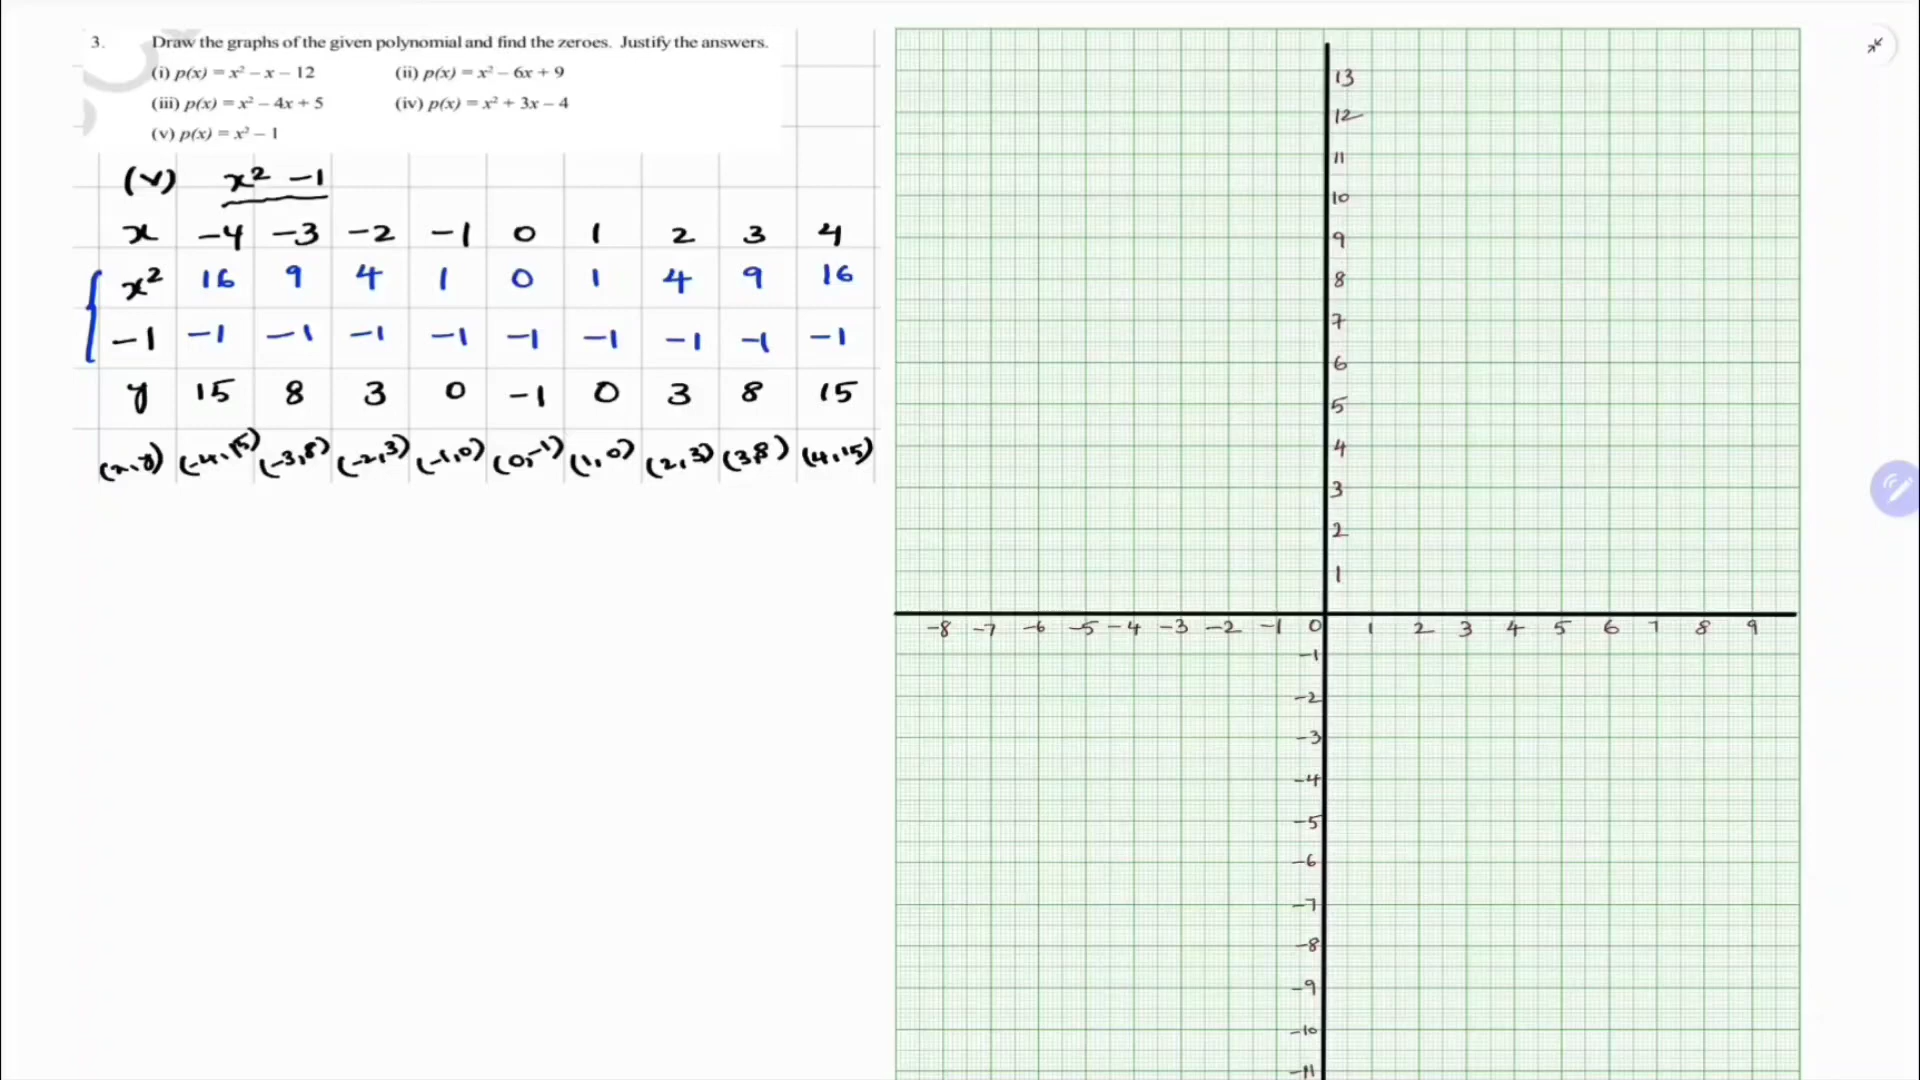 3. Draw the graphs of the given polynomial and find the zeroes. Justify the answers.
(i) p(x) = x² – x – 12 (ii) p(x) = x² – 6x + 9
(iii) p(x) = x² – 4x + 5 (iv) p(x) = x² + 3x – 4
(v) p(x) = x² – 1
(v) x² -1
x -4 -3 -2 -1 0 1 2 3 4
x² 16 9 4 1 0 1 4 9 16
-1 -1 -1 -1 -1 -1 -1 -1 -1 -1
y 15 8 3 0 -1 0 3 8 15
(x,y) (-4,15) (-3,8) (-2,3) (-1,0) (0,-1) (1,0) (2,3) (3,8) (4,15)
13
12
11
10
9
8
7
6
5
4
3
2
1
-8 -7 -6 -5 -4 -3 -2 -1 0 1 2 3 4 5 6 7 8 9
-1
-2
-3
-4
-5
-6
-7
-8
-9
-10
-11